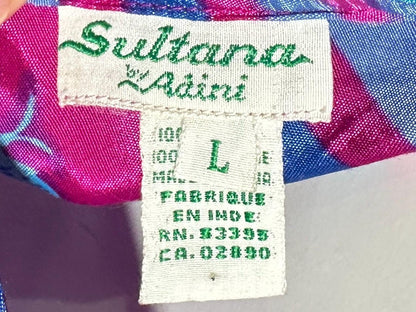 Sultana
by Adini
L
FABRIQUE
EN INDE
RN. 53395
CA. 02890